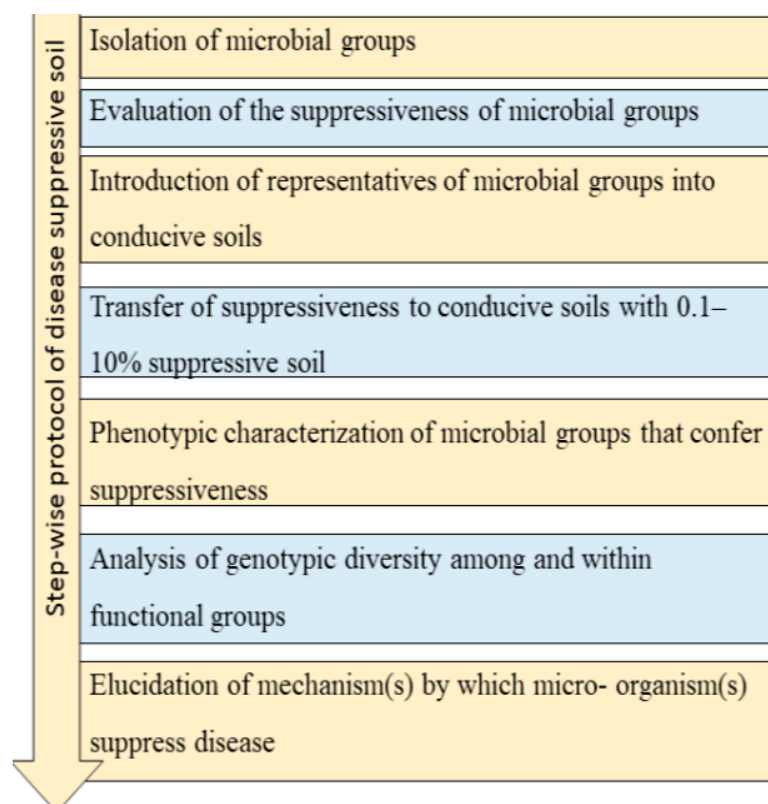 Step-wise protocol of disease suppressive soil
Isolation of microbial groups
Evaluation of the suppressiveness of microbial groups
Introduction of representatives of microbial groups into
conducive soils
Transfer of suppressiveness to conducive soils with 0.1–
10% suppressive soil
Phenotypic characterization of microbial groups that confer
suppressiveness
Analysis of genotypic diversity among and within
functional groups
Elucidation of mechanism(s) by which micro- organism(s)
suppress disease